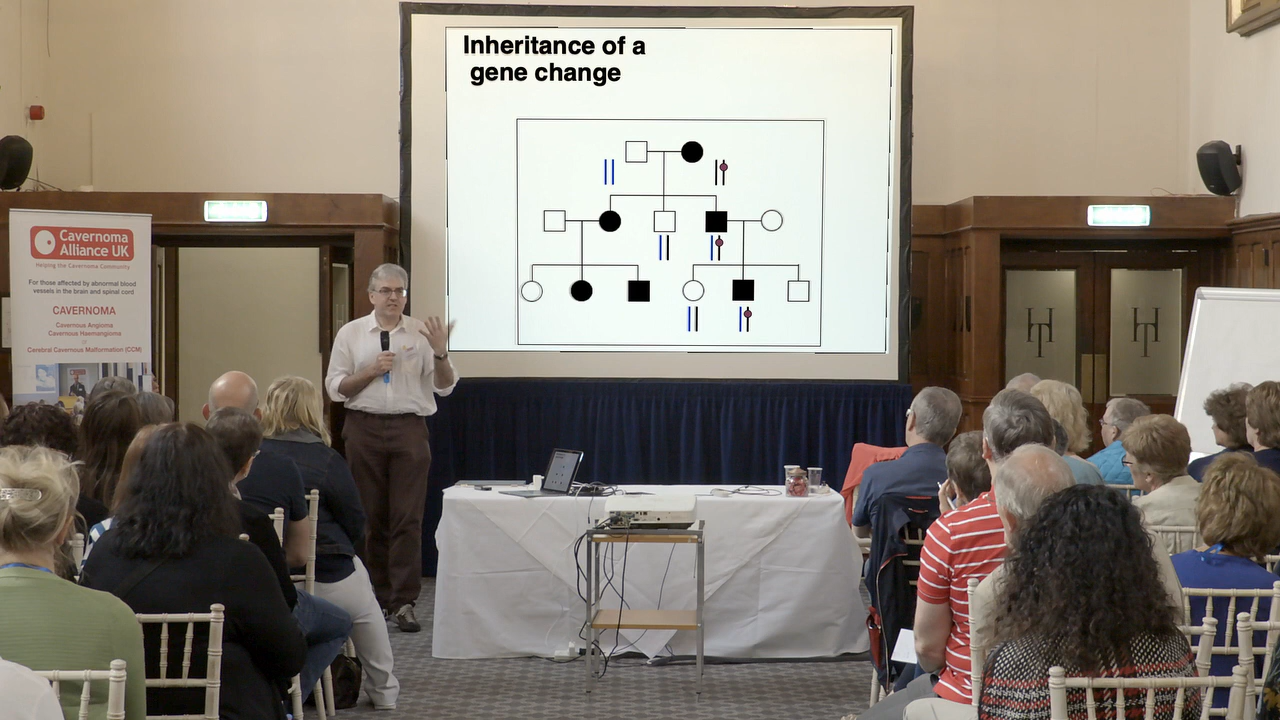 Inheritance of a
gene change
Cavernoma
Alliance UK
Helping the Cavernoma Community
For those affected by abnormal blood
vessels in the brain and spinal cord
CAVERNOMA
Cavernous Angioma
Cavernous Haemangioma
or
Cerebral Cavernous Malformation (CCM)